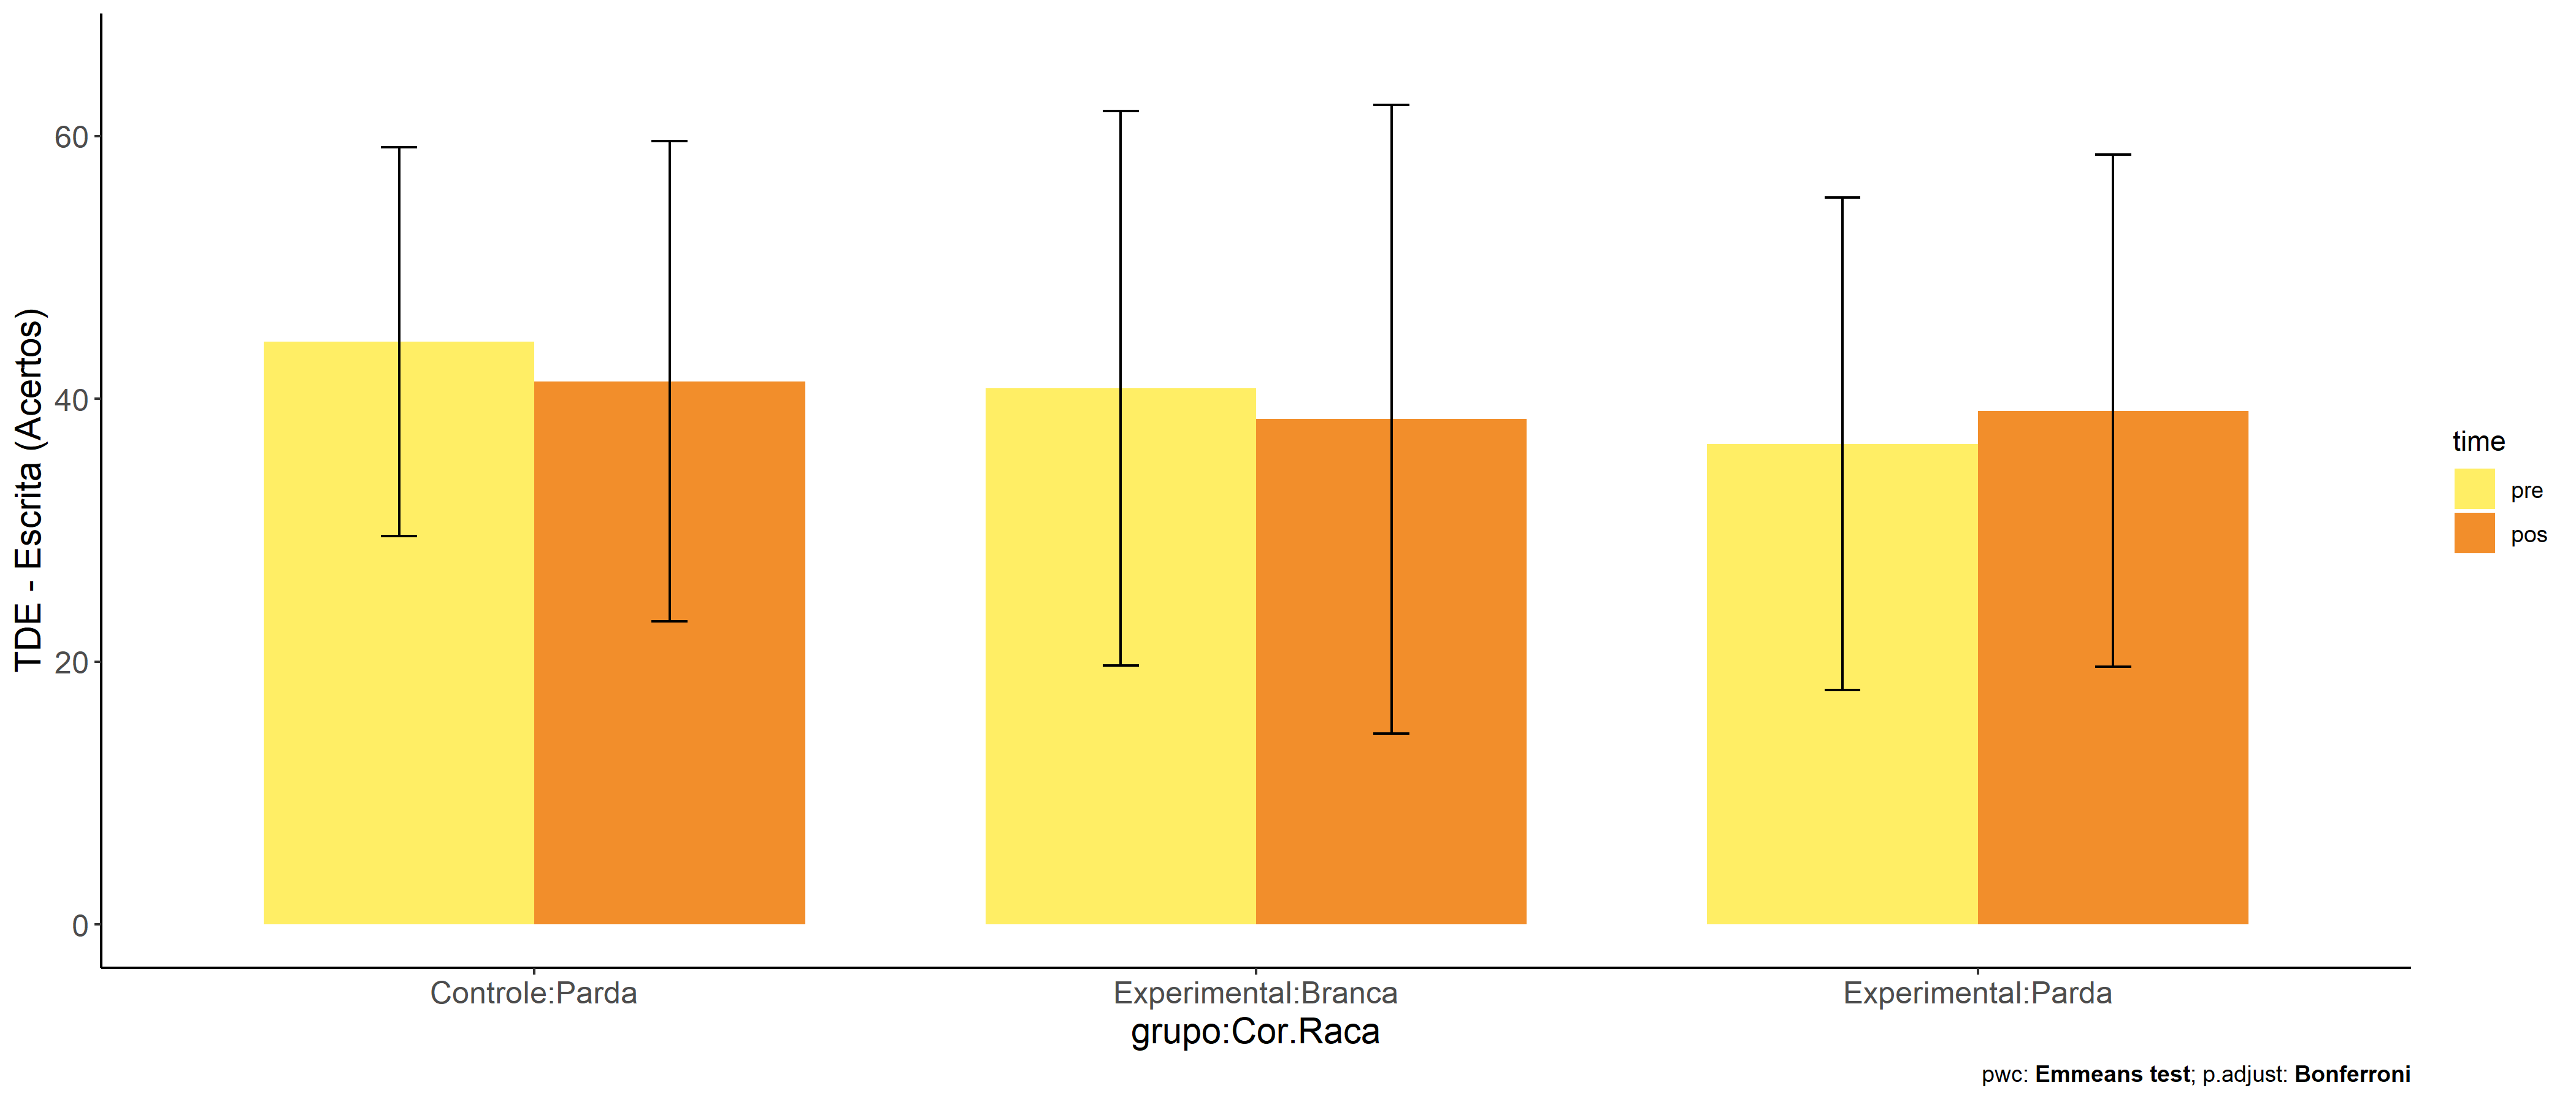 TDE - Escrita (Acertos)
60
40
20
0
Controle:Parda
Experimental:Branca
Experimental:Parda
grupo:Cor.Raca
time
pre
pos
pwc: Emmeans test; p.adjust: Bonferroni